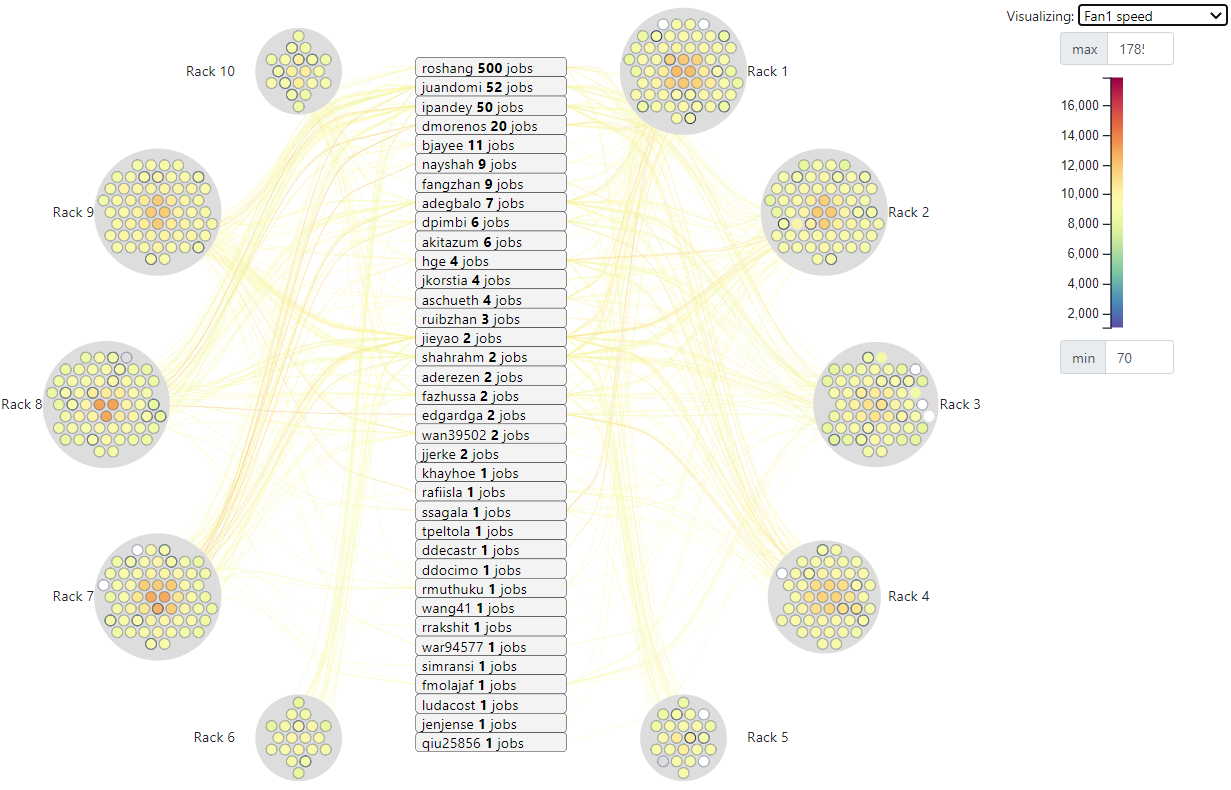 Visualizing: Fan1 speed
max 178
16,000
14,000
12,000
10,000
8,000
6,000
4,000
2,000
min 70
Rack 10
Rack 1
Rack 9
Rack 2
Rack 8
Rack 3
Rack 7
Rack 4
Rack 6
Rack 5
roshang 500 jobs
juandomi 52 jobs
ipandey 50 jobs
dmorenos 20 jobs
bjayee 11 jobs
nayshah 9 jobs
fangzhan 9 jobs
adegbalo 7 jobs
dpimbi 6 jobs
akitazum 6 jobs
hge 4 jobs
jkorstia 4 jobs
aschueth 4 jobs
ruibzhan 3 jobs
jieyao 2 jobs
shahrahm 2 jobs
aderezen 2 jobs
fazhussa 2 jobs
edgardga 2 jobs
wan39502 2 jobs
jjerke 2 jobs
khayhoe 1 jobs
rafiisla 1 jobs
ssagala 1 jobs
tpeltola 1 jobs
ddecastr 1 jobs
ddocimo 1 jobs
rmuthuku 1 jobs
wang41 1 jobs
rrakshit 1 jobs
war94577 1 jobs
simransi 1 jobs
fmolajaf 1 jobs
ludacost 1 jobs
jenjense 1 jobs
qiu25856 1 jobs